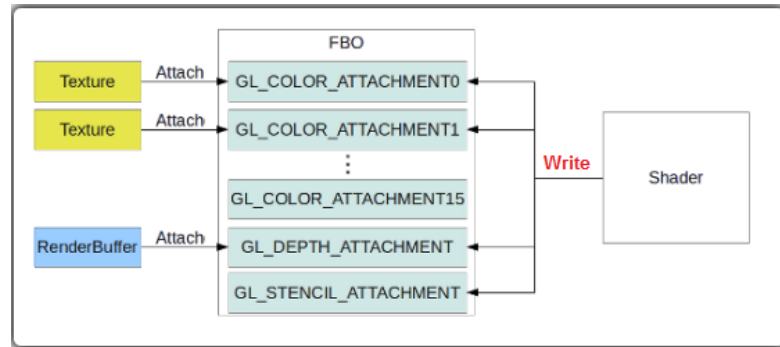 FBO
Texture
Attach
GL_COLOR_ATTACHMENT0
Texture
Attach
GL_COLOR_ATTACHMENT1
Write
Shader
GL_COLOR_ATTACHMENT15
RenderBuffer
Attach
GL_DEPTH_ATTACHMENT
GL_STENCIL_ATTACHMENT